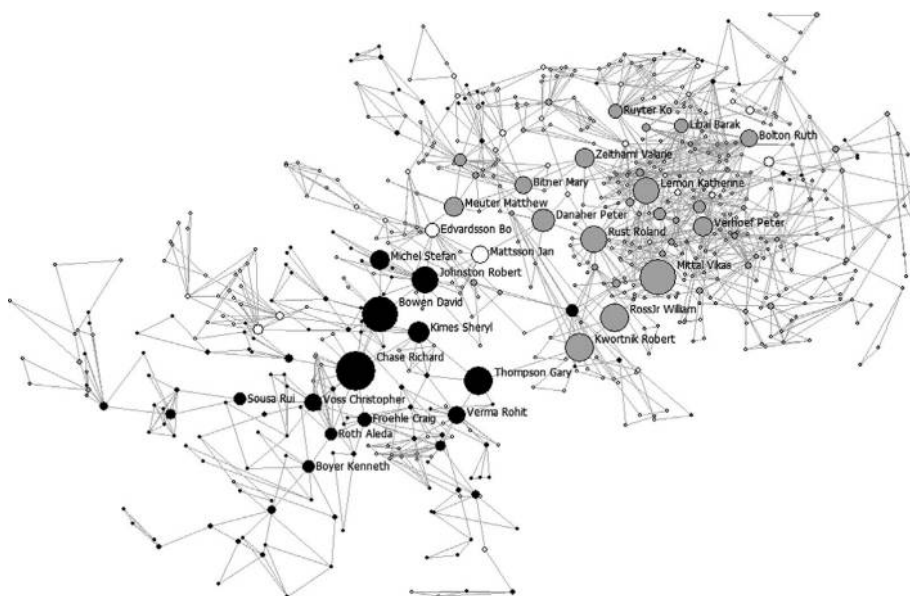 Ruyter Ko
Libai Barak
Bolton Ruth
Zeithaml Valarie
Bitner Mary
Lemon Katherine
Meuter Matthew
Danaher Peter
Verhoef Peter
Edvardsson Bo
Rust Roland
Mattsson Jan
Michel Stefan
Mittal Vikas
Johnston Robert
Bowen David
RossJr William
Kimes Sheryl
Kwortnik Robert
Chase Richard
Thompson Gary
Sousa Rui
Voss Christopher
Verma Rohit
Froehle Craig
Roth Aleda
Boyer Kenneth